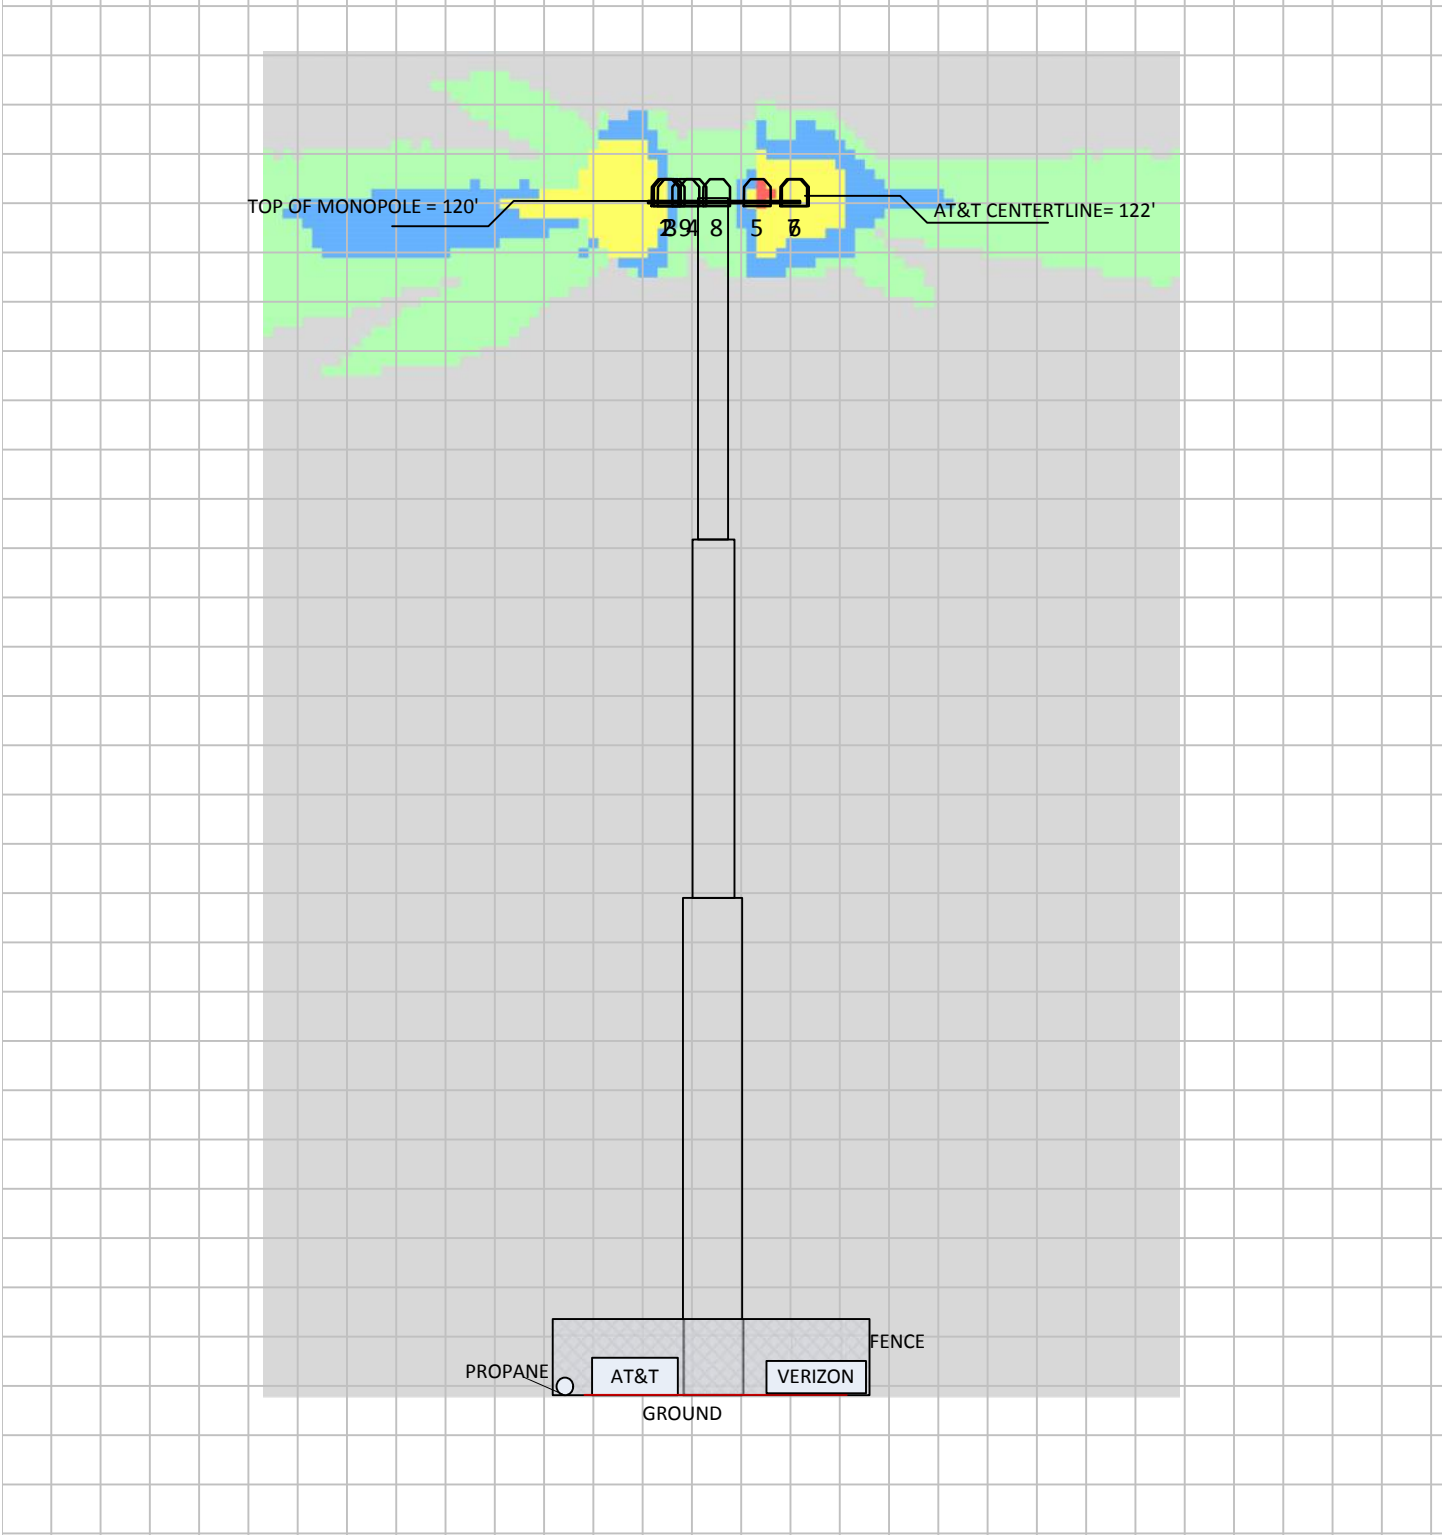 TOP OF MONOPOLE = 120'
AT&T CENTERTLINE= 122'
8
5
FENCE
PROPANE
AT&T
VERIZON
GROUND